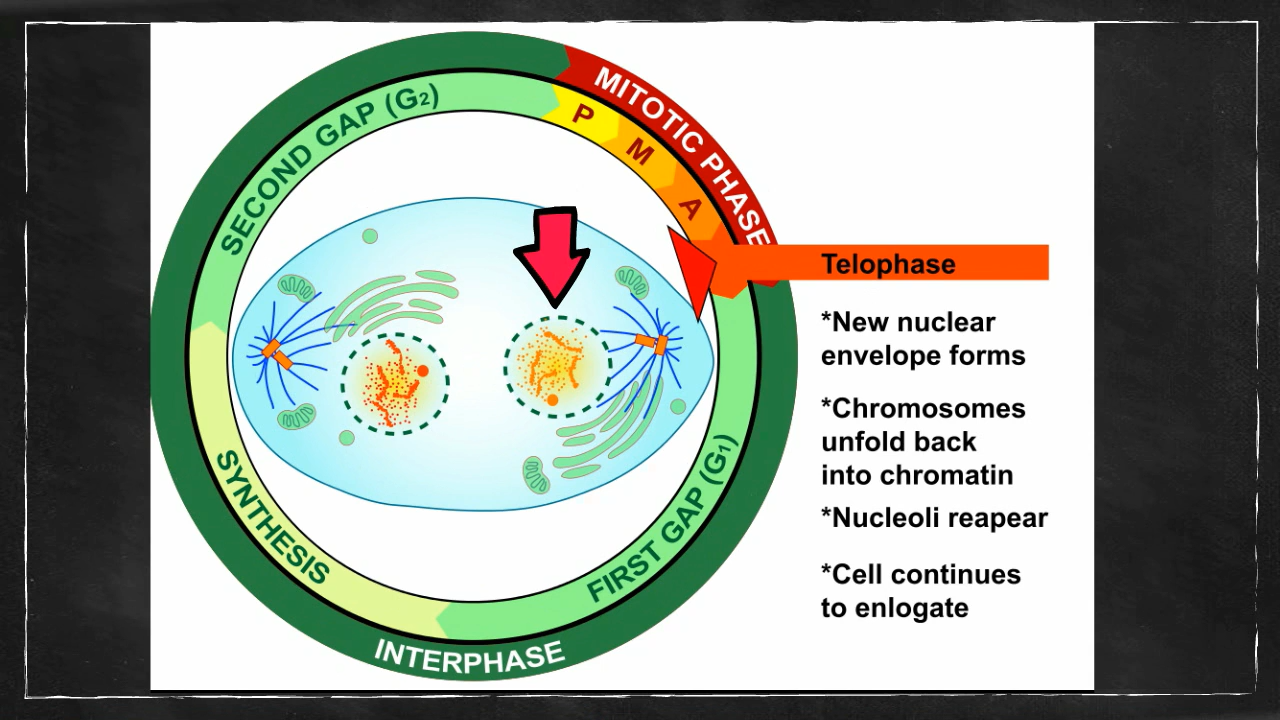 MITOTIC PHASE
SECOND GAP (G2)
P
M
A
Telophase
*New nuclear
envelope forms
*Chromosomes
unfold back
into chromatin
*Nucleoli reapear
*Cell continues
to enlogate
SYNTHESIS
FIRST GAP (G1)
INTERPHASE